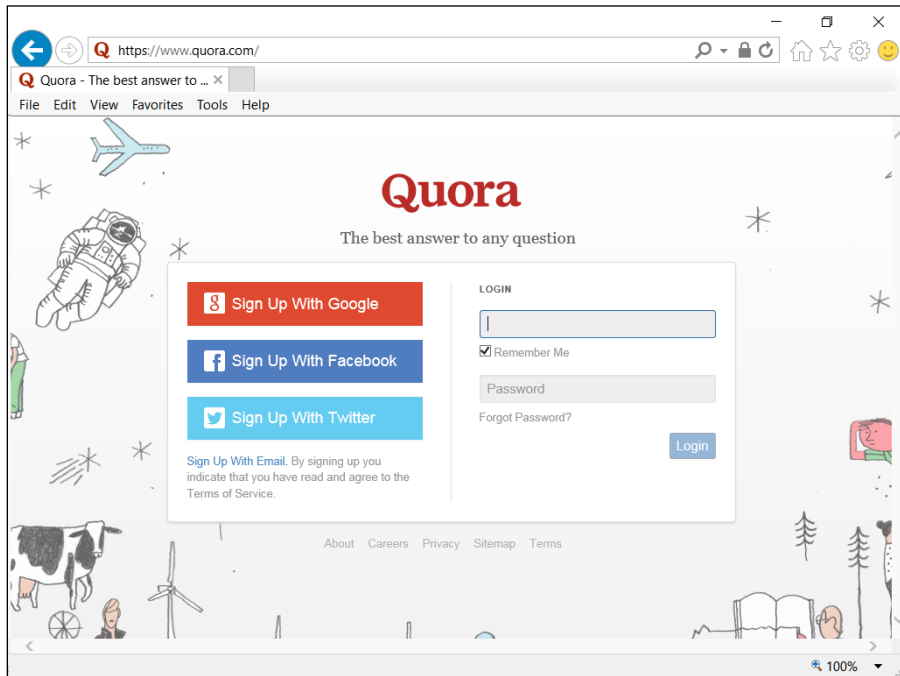 https://www.quora.com/
Quora - The best answer to ...
File Edit View Favorites Tools Help
Quora
The best answer to any question
Sign Up With Google
Sign Up With Facebook
Sign Up With Twitter
Sign Up With Email. By signing up you
indicate that you have read and agree to the
Terms of Service.
LOGIN
Remember Me
Password
Forgot Password?
Login
About Careers Privacy Sitemap Terms
100%